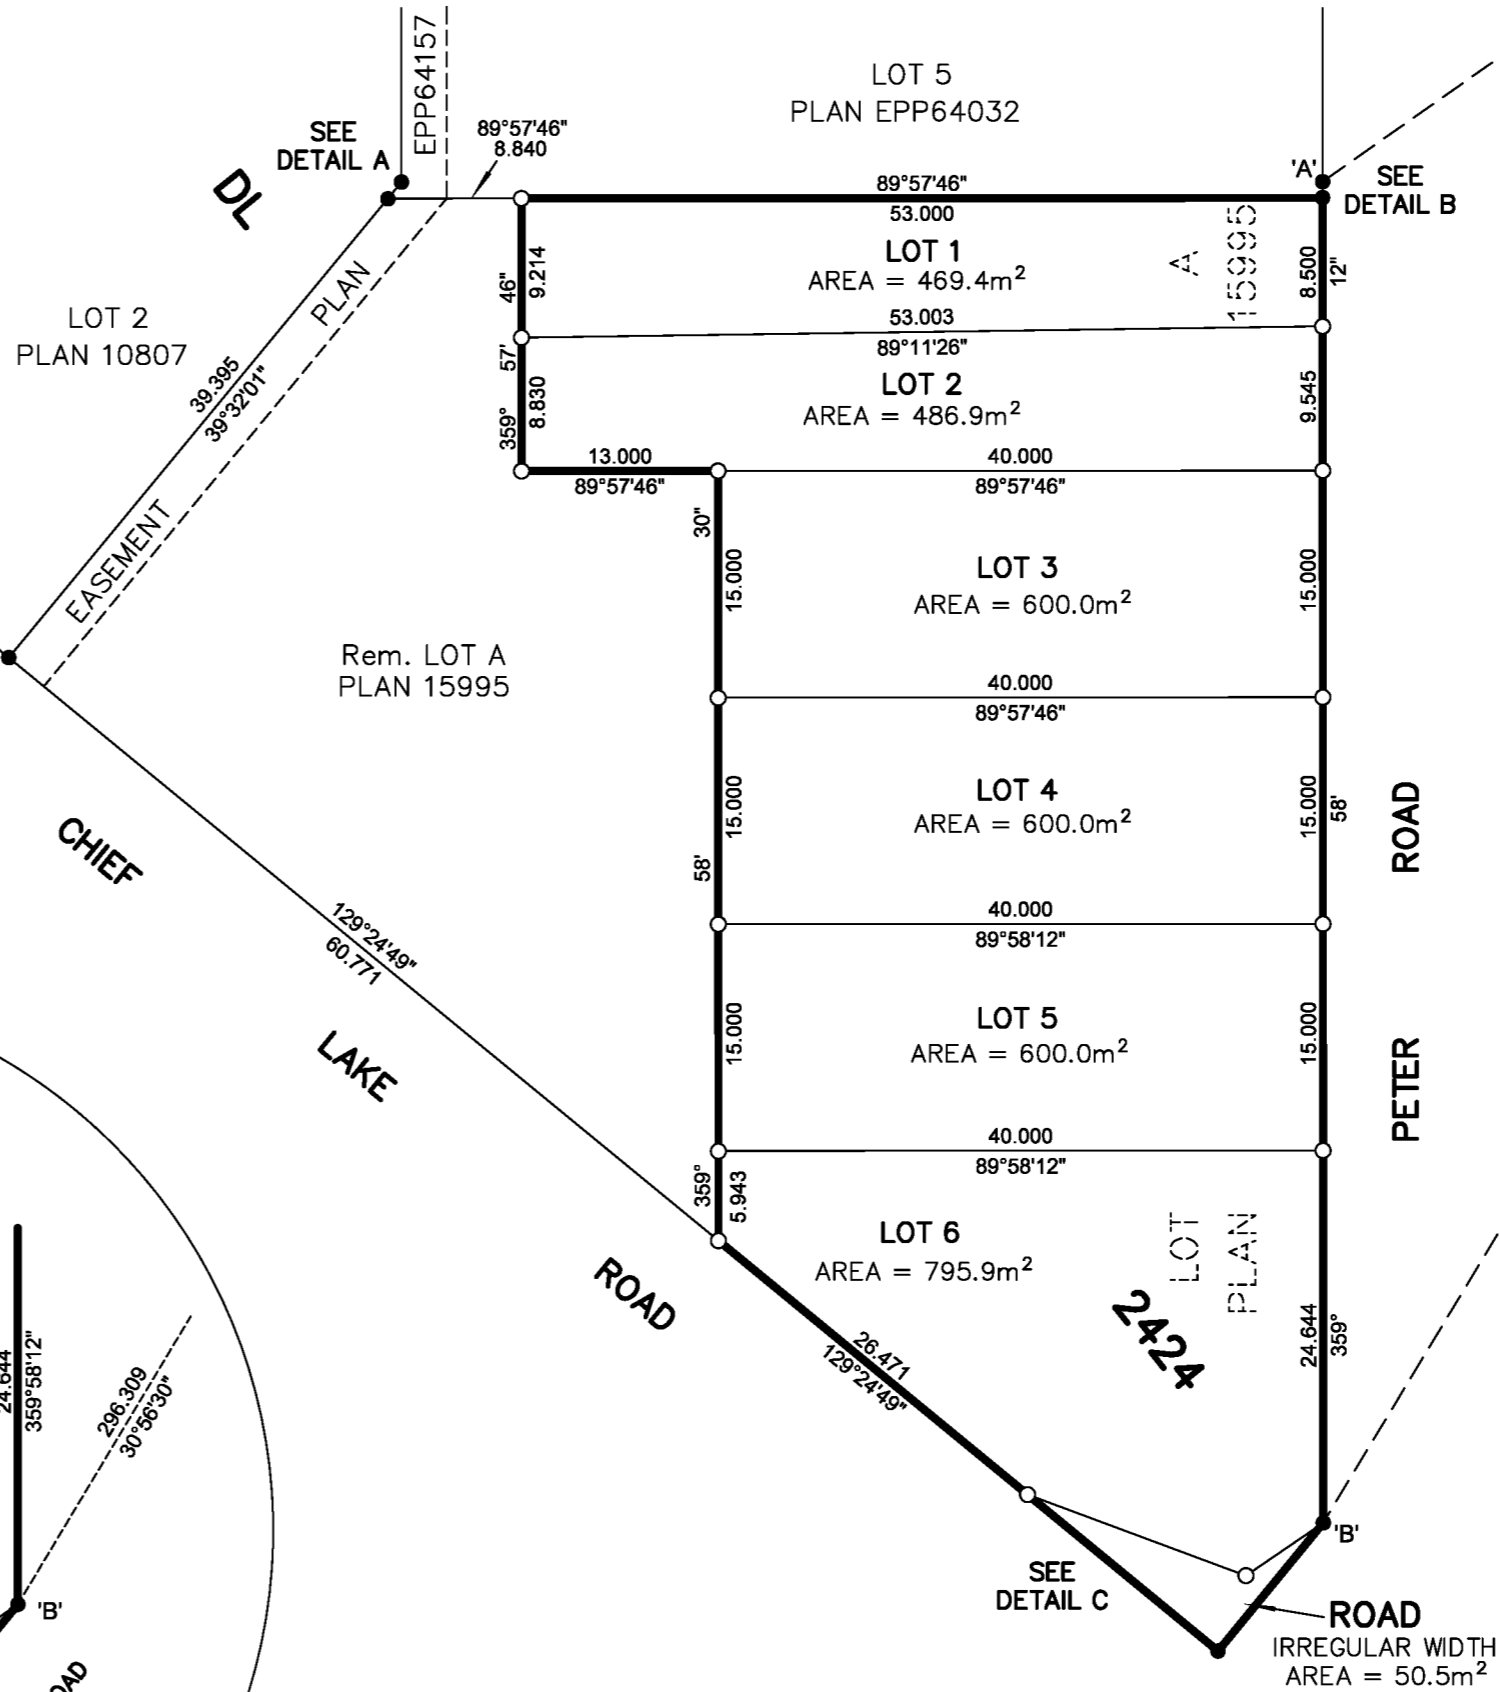 EPP64157
LOT 5
PLAN EPP64032
SEE
DETAIL A
89°57'46"
8.840
DL
'A'
SEE
DETAIL B
89°57'46"
53.000
LOT 1
AREA = 469.4m²
A
15995
8.500
12"
46"
9.214
PLAN
LOT 2
PLAN 10807
53.003
89°11'26"
57'
LOT 2
AREA = 486.9m²
9.545
39.395
39°32'01"
359°
8.830
13.000
89°57'46"
40.000
89°57'46"
EASEMENT
30"
15.000
LOT 3
AREA = 600.0m²
15.000
Rem. LOT A
PLAN 15995
40.000
89°57'46"
CHIEF
15.000
58'
LOT 4
AREA = 600.0m²
15.000
58'
ROAD
129°24'49"
60.771
40.000
89°58'12"
LAKE
15.000
LOT 5
AREA = 600.0m²
15.000
PETER
40.000
89°58'12"
359°
5.943
LOT 6
AREA = 795.9m²
LOT
PLAN
ROAD
2424
24.644
359°
26.471
129°24'49"
24.644
359°58'12"
296.309
30°56'30"
'B'
'B'
SEE
DETAIL C
ROAD
IRREGULAR WIDTH
AREA = 50.5m²